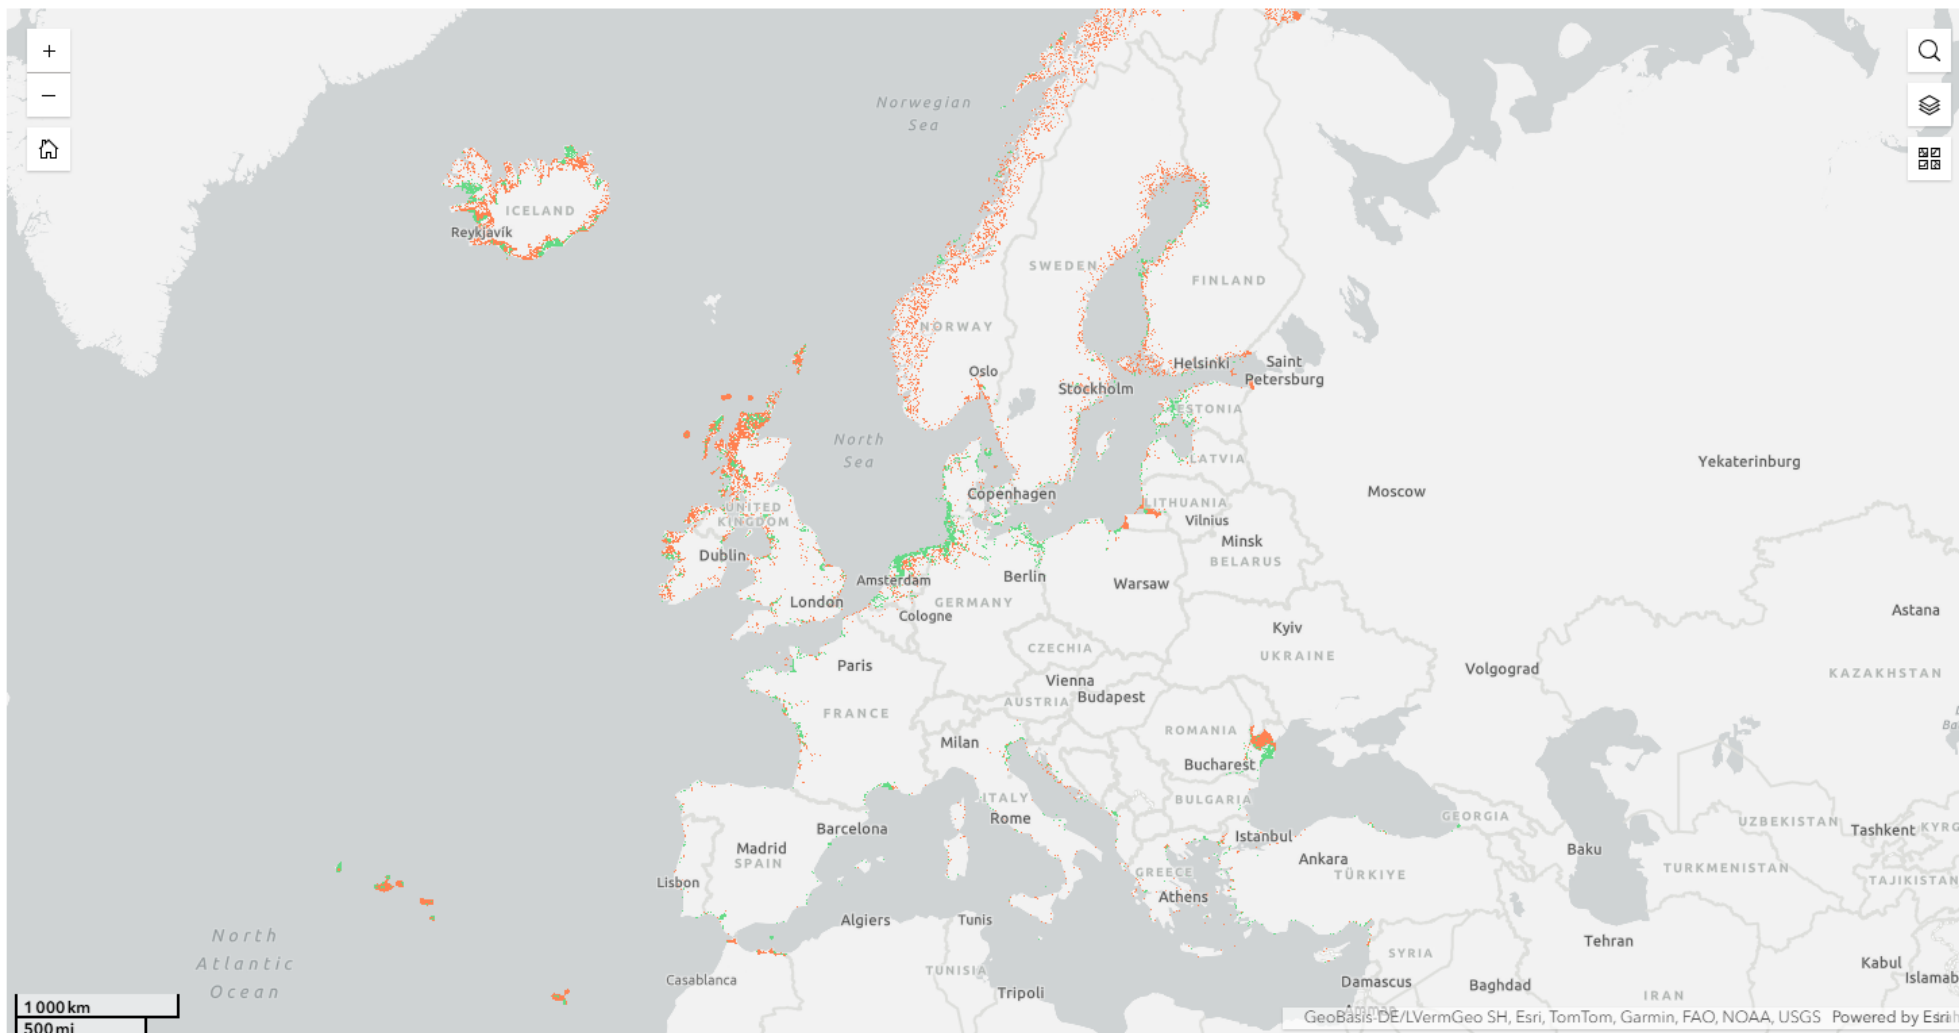 +
−
Norwegian
Sea
ICELAND
Reykjavík
SWEDEN
FINLAND
NORWAY
Oslo
Helsinki
Saint
Petersburg
Stockholm
ESTONIA
North
Sea
LATVIA
Yekaterinburg
Copenhagen
Moscow
LITHUANIA
UNITED
KINGDOM
Vilnius
Dublin
Minsk
BELARUS
Amsterdam
Berlin
Warsaw
London
GERMANY
Cologne
Astana
Kyiv
UKRAINE
CZECHIA
Paris
Volgograd
KAZAKHSTAN
Vienna
Budapest
AUSTRIA
FRANCE
ROMANIA
Milan
Bucharest
ITALY
BULGARIA
Rome
GEORGIA
UZBEKISTAN
Tashkent
KYRG
Barcelona
Istanbul
Madrid
SPAIN
Baku
Ankara
TÜRKIYE
TURKMENISTAN
GREECE
TAJIKISTAN
Lisbon
Athens
Algiers
Tunis
North
Atlantic
Ocean
Tehran
SYRIA
Kabul
TUNISIA
Casablanca
Damascus
Baghdad
Islamab
Tripoli
IRAN
1 000 km
500 mi
GeoBasis-DE/LVermGeo SH, Esri, TomTom, Garmin, FAO, NOAA, USGS Powered by Esri